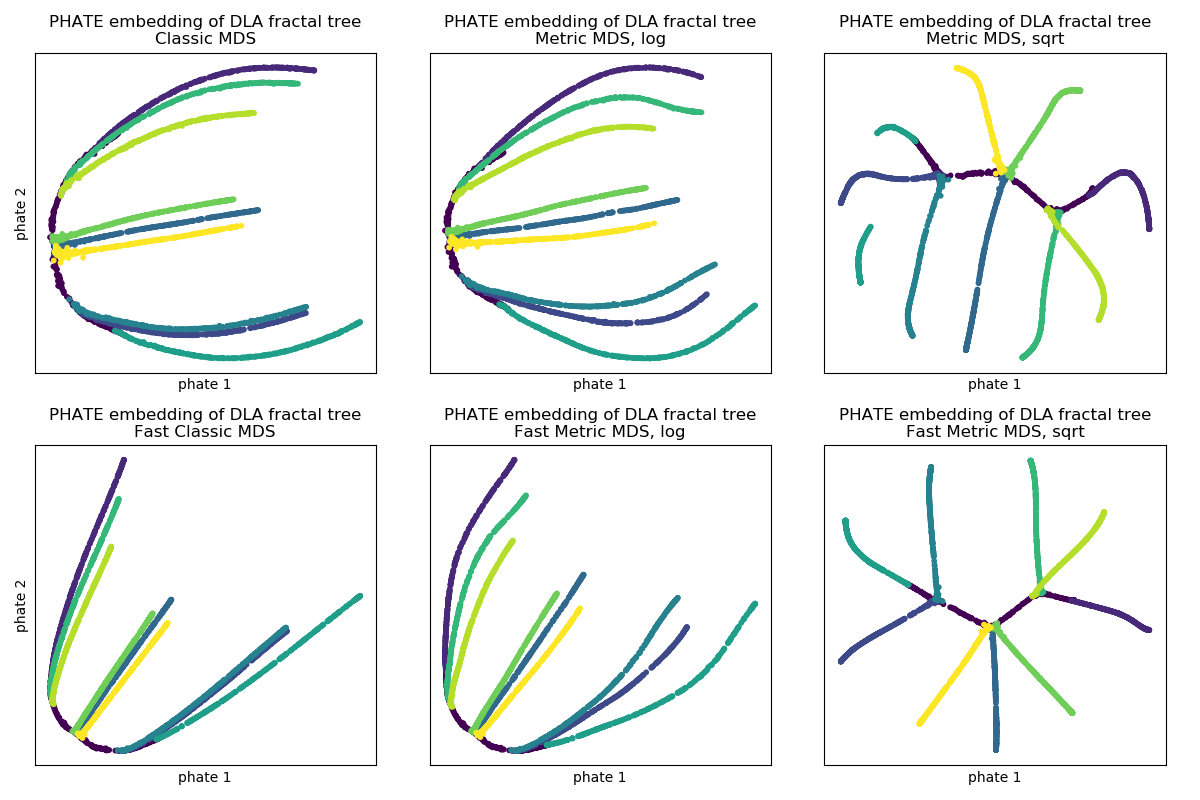 PHATE embedding of DLA fractal tree
Classic MDS
phate 2
phate 1
PHATE embedding of DLA fractal tree
Metric MDS, log
phate 1
PHATE embedding of DLA fractal tree
Metric MDS, sqrt
phate 1
PHATE embedding of DLA fractal tree
Fast Classic MDS
phate 2
phate 1
PHATE embedding of DLA fractal tree
Fast Metric MDS, log
phate 1
PHATE embedding of DLA fractal tree
Fast Metric MDS, sqrt
phate 1